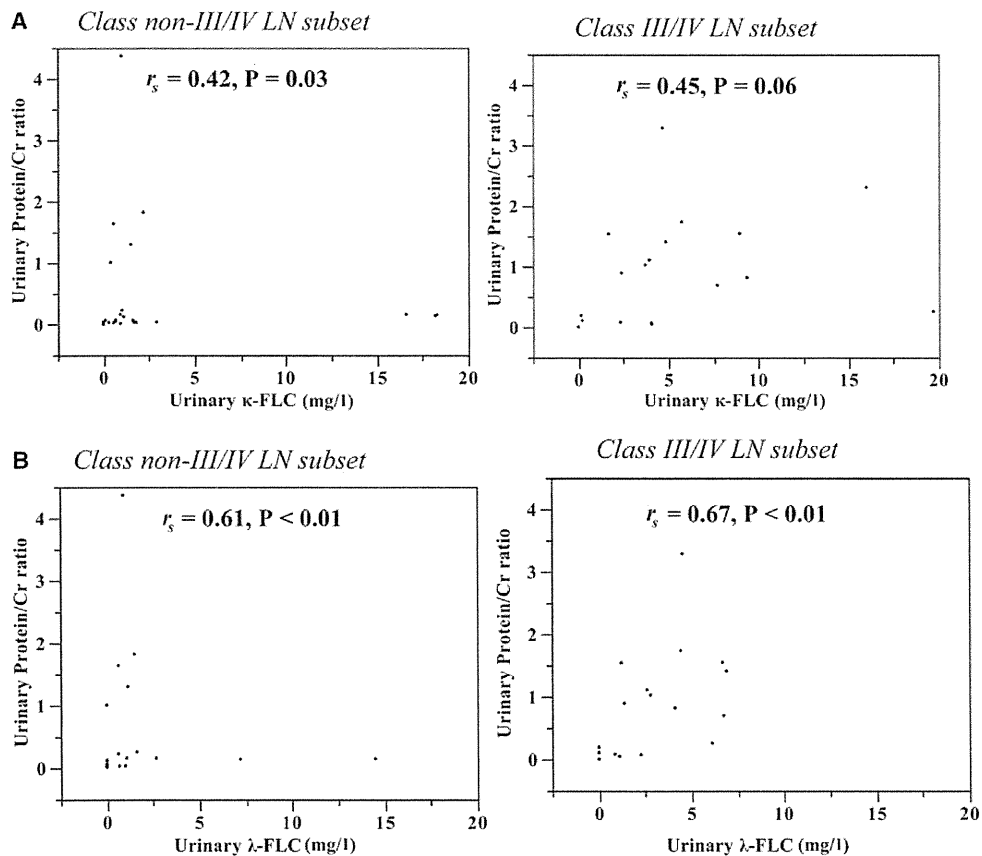 A
Class non-III/IV LN subset
rs = 0.42, P = 0.03
Urinary Protein/Cr ratio
4
3
2
1
0
0 5 10 15 20
Urinary κ-FLC (mg/l)
Class III/IV LN subset
rs = 0.45, P = 0.06
Urinary Protein/Cr ratio
4
3
2
1
0
0 5 10 15 20
Urinary κ-FLC (mg/l)
B
Class non-III/IV LN subset
rs = 0.61, P < 0.01
Urinary Protein/Cr ratio
4
3
2
1
0
0 5 10 15 20
Urinary λ-FLC (mg/l)
Class III/IV LN subset
rs = 0.67, P < 0.01
Urinary Protein/Cr ratio
4
3
2
1
0
0 5 10 15 20
Urinary λ-FLC (mg/l)